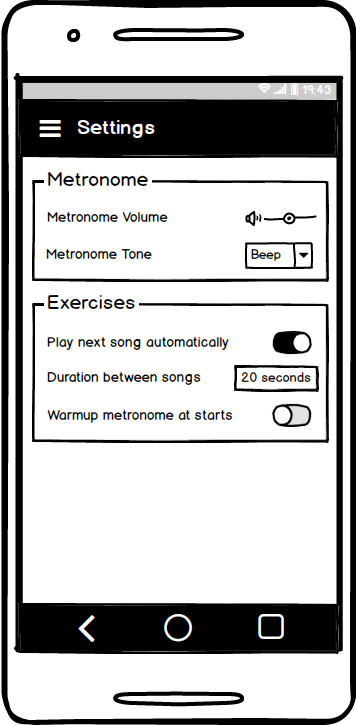 19:43
Settings
Metronome
Metronome Volume
Metronome Tone Beep
Exercises
Play next song automatically
Duration between songs 20 seconds
Warmup metronome at starts